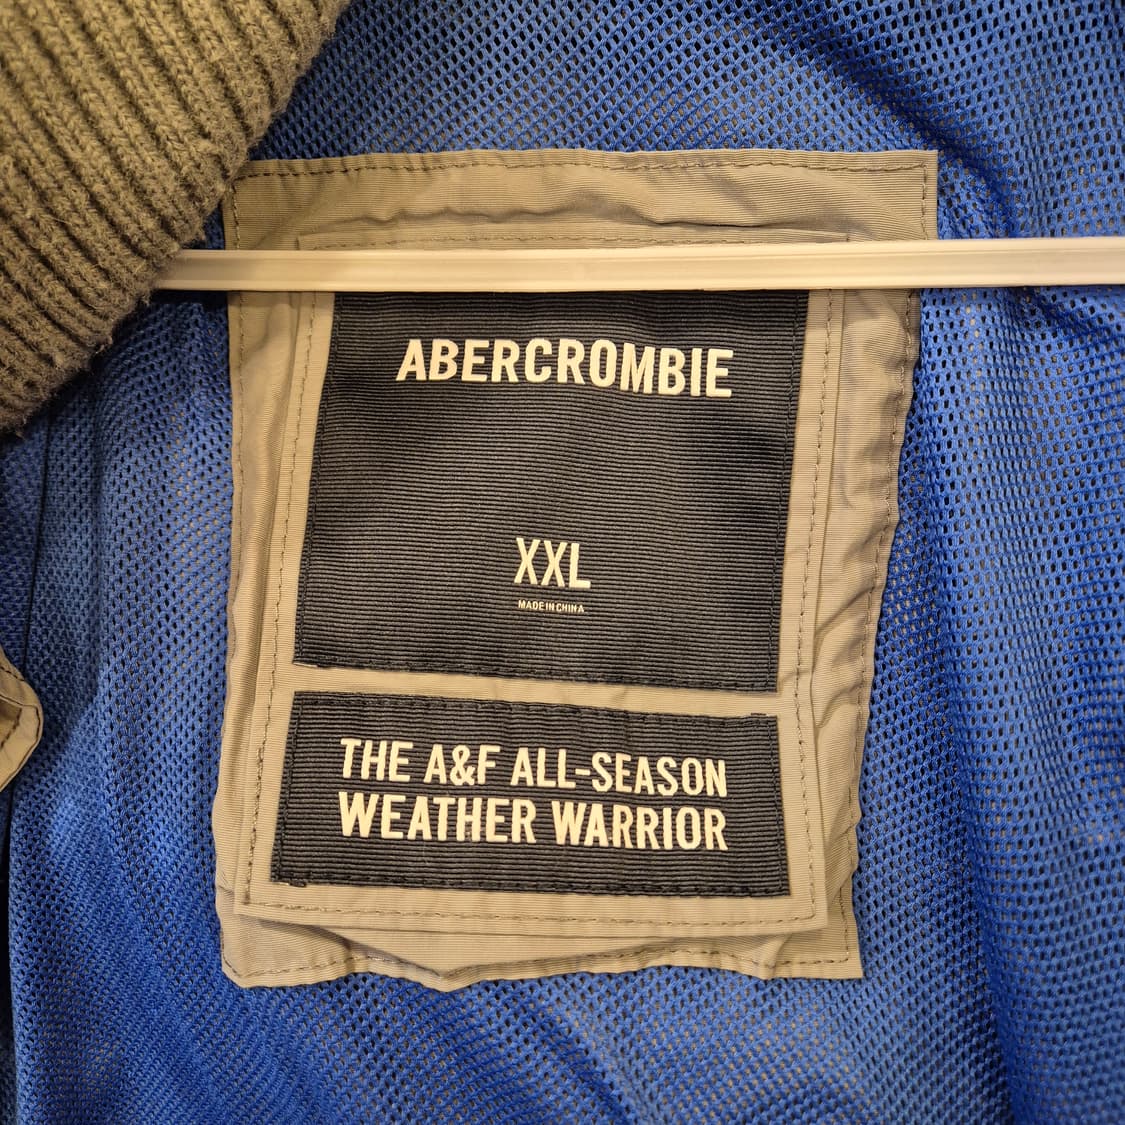 ABERCROMBIE
XXL
MADE IN CHINA
THE A&F ALL-SEASON
WEATHER WARRIOR